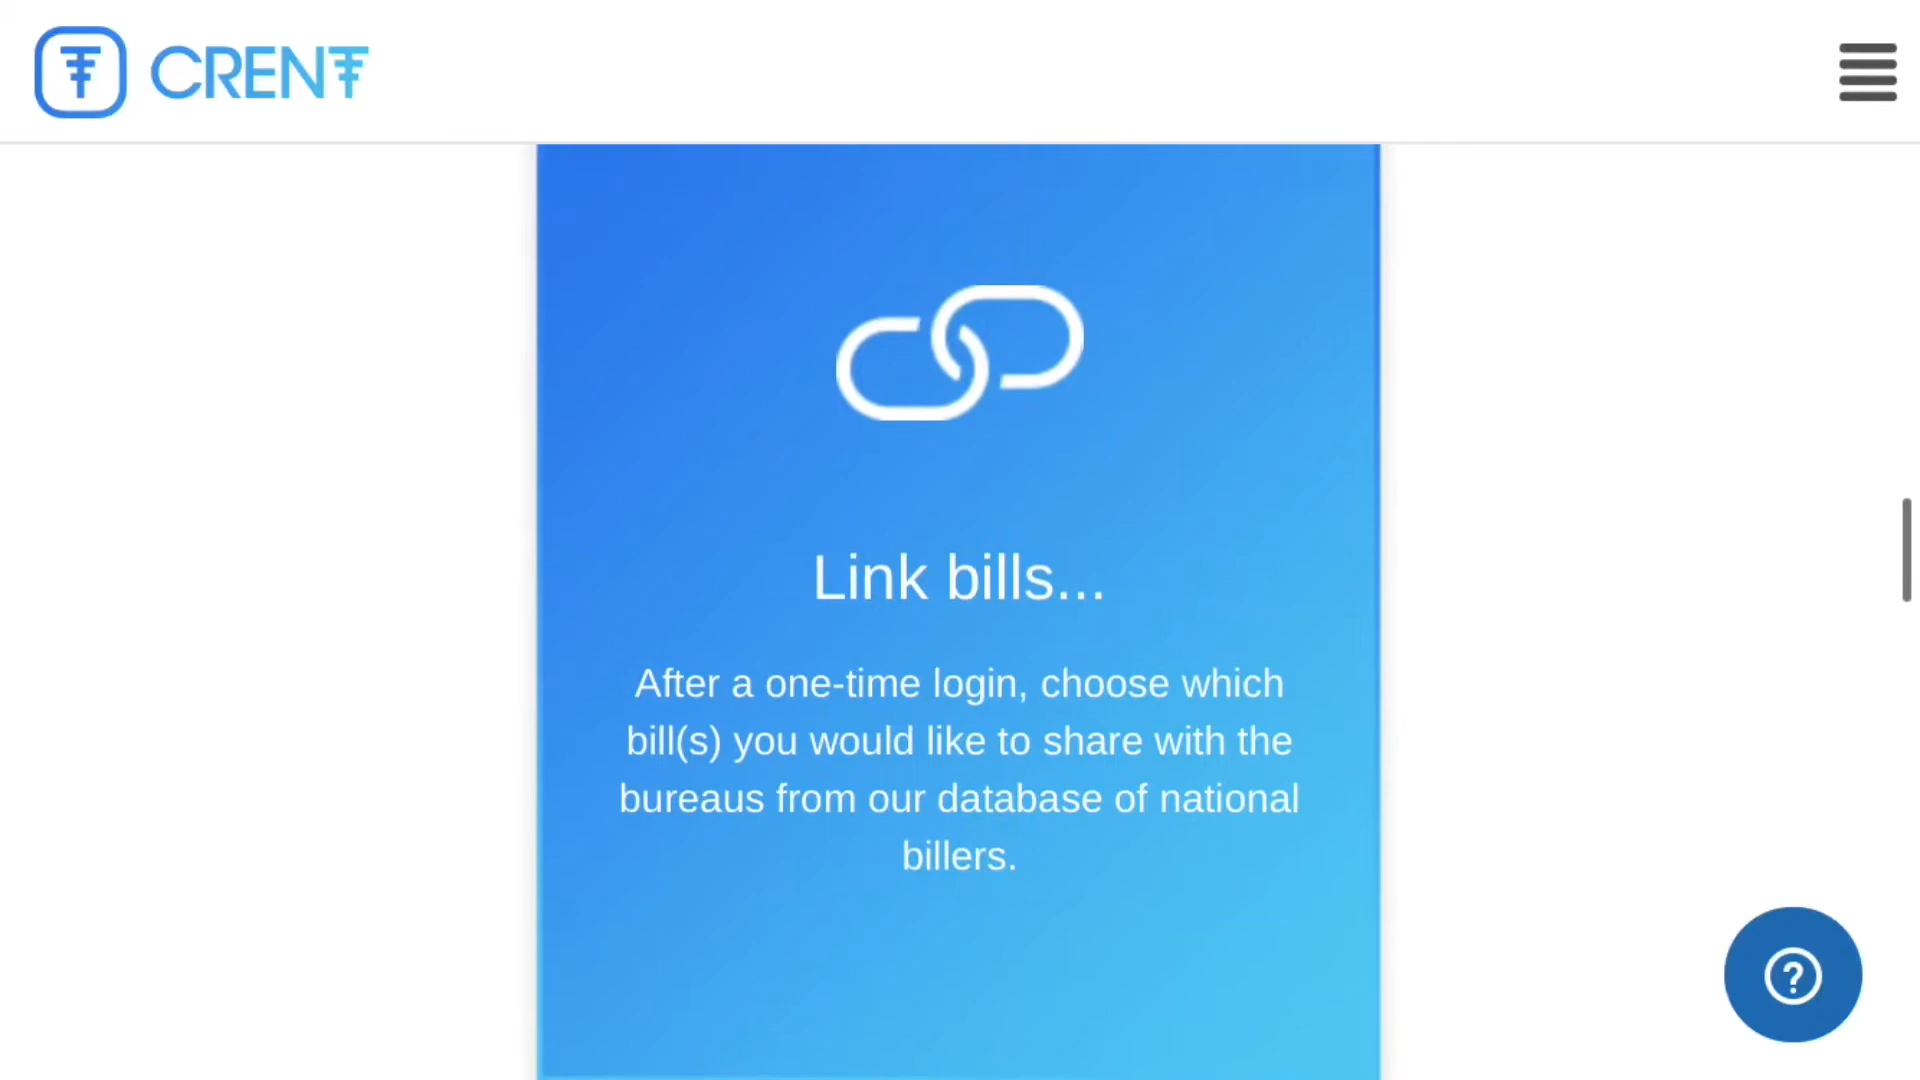 CRENT
Link bills...
After a one-time login, choose which
bill(s) you would like to share with the
bureaus from our database of national
billers.
?